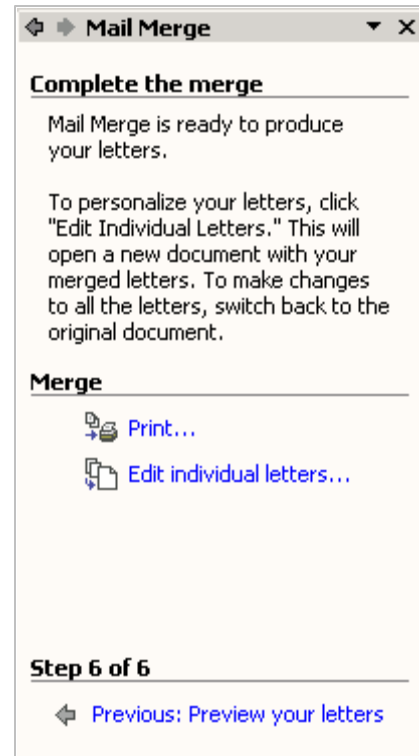 Mail Merge
Complete the merge
Mail Merge is ready to produce
your letters.
To personalize your letters, click
"Edit Individual Letters." This will
open a new document with your
merged letters. To make changes
to all the letters, switch back to the
original document.
Merge
Print...
Edit individual letters...
Step 6 of 6
Previous: Preview your letters